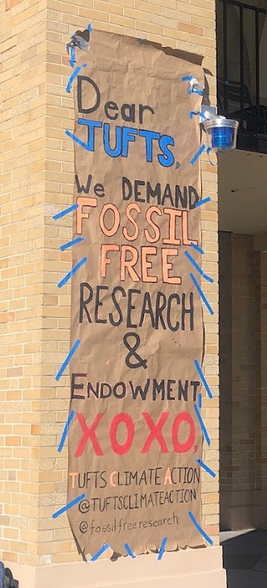 Dear
TUFTS,
We DEMAND
FOSSIL
FREE
RESEARCH
&
ENDOWMENT,
XOXO,
TUFTS CLIMATE ACTION
@TUFTSCLIMATEACTION
@fossilfreeresearch